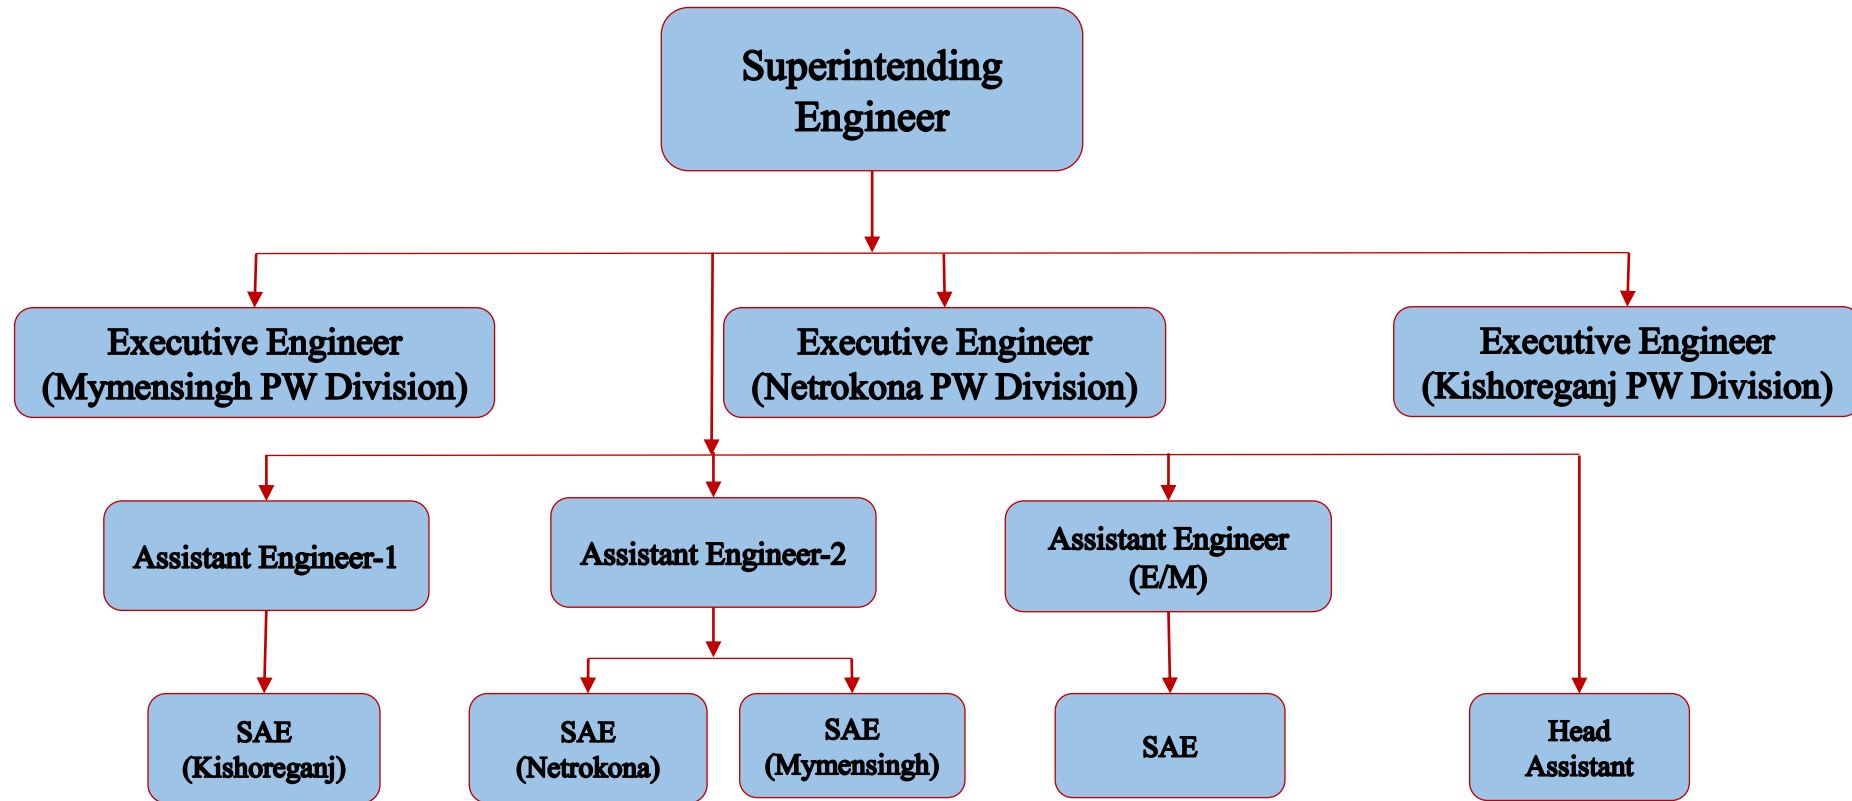 Superintending
Engineer
Executive Engineer
(Mymensingh PW Division)
Executive Engineer
(Netrokona PW Division)
Executive Engineer
(Kishoreganj PW Division)
Assistant Engineer-1
Assistant Engineer-2
Assistant Engineer
(E/M)
SAE
(Kishoreganj)
SAE
(Netrokona)
SAE
(Mymensingh)
SAE
Head
Assistant